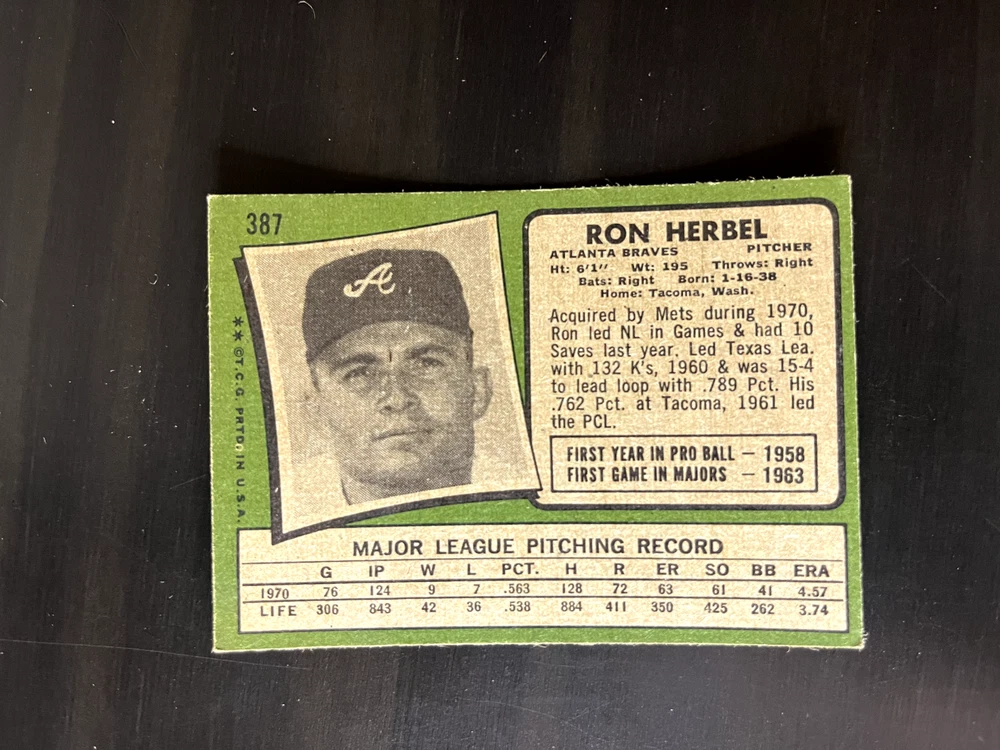 387
A
**©T.C.G. PRTD. IN U.S.A.
RON HERBEL
ATLANTA BRAVES PITCHER
Ht: 6'1" Wt: 195 Throws: Right
Bats: Right Born: 1-16-38
Home: Tacoma, Wash.
Acquired by Mets during 1970,
Ron led NL in Games & had 10
Saves last year. Led Texas Lea.
with 132 K's, 1960 & was 15-4
to lead loop with .789 Pct. His
.762 Pct. at Tacoma, 1961 led
the PCL.
FIRST YEAR IN PRO BALL — 1958
FIRST GAME IN MAJORS — 1963
MAJOR LEAGUE PITCHING RECORD
G IP W L PCT. H R ER SO BB ERA
1970 76 124 9 7 .563 128 72 63 61 41 4.57
LIFE 306 843 42 36 .538 884 411 350 425 262 3.74